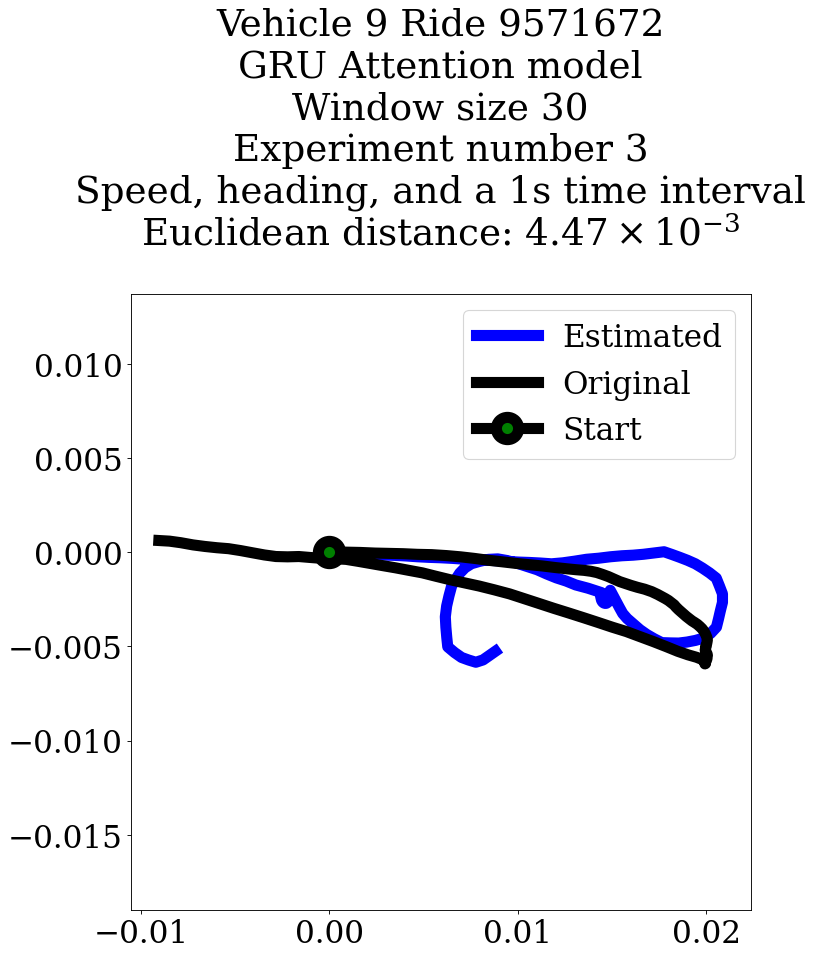 Vehicle 9 Ride 9571672
GRU Attention model
Window size 30
Experiment number 3
Speed, heading, and a 1s time interval
Euclidean distance: 4.47 × 10⁻³
Estimated
Original
Start
0.010
0.005
0.000
−0.005
−0.010
−0.015
−0.01 0.00 0.01 0.02